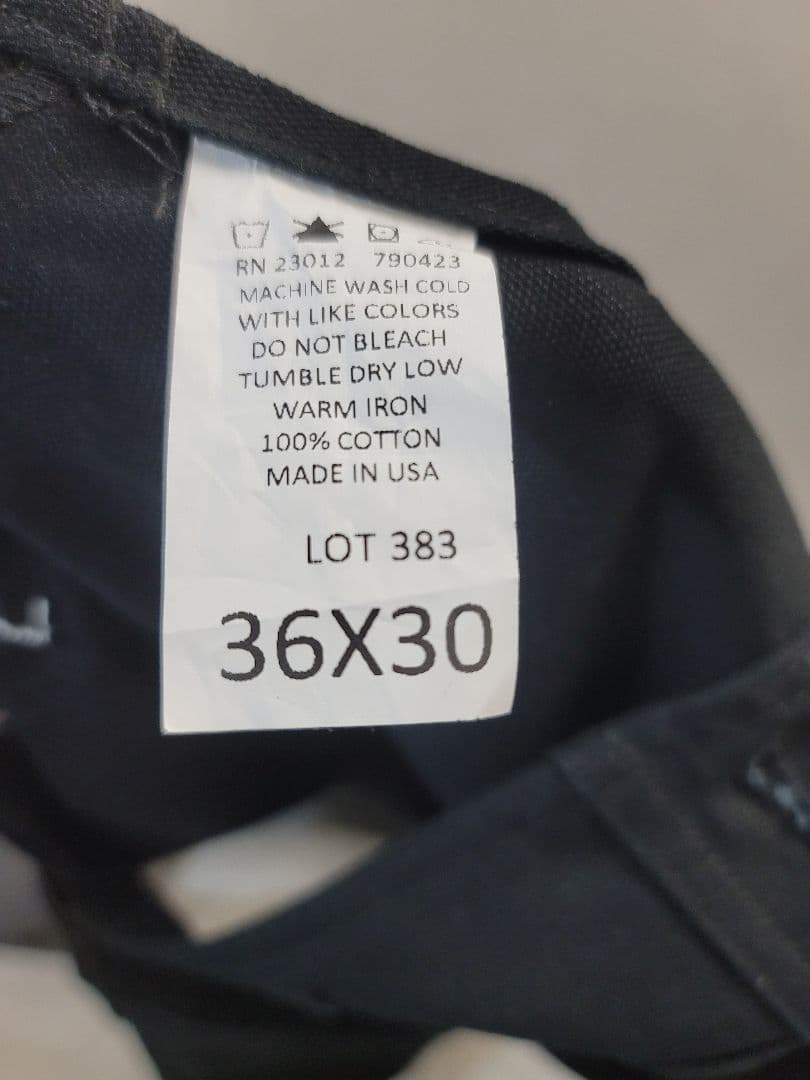 RN 23012 790423
MACHINE WASH COLD
WITH LIKE COLORS
DO NOT BLEACH
TUMBLE DRY LOW
WARM IRON
100% COTTON
MADE IN USA
LOT 383
36X30